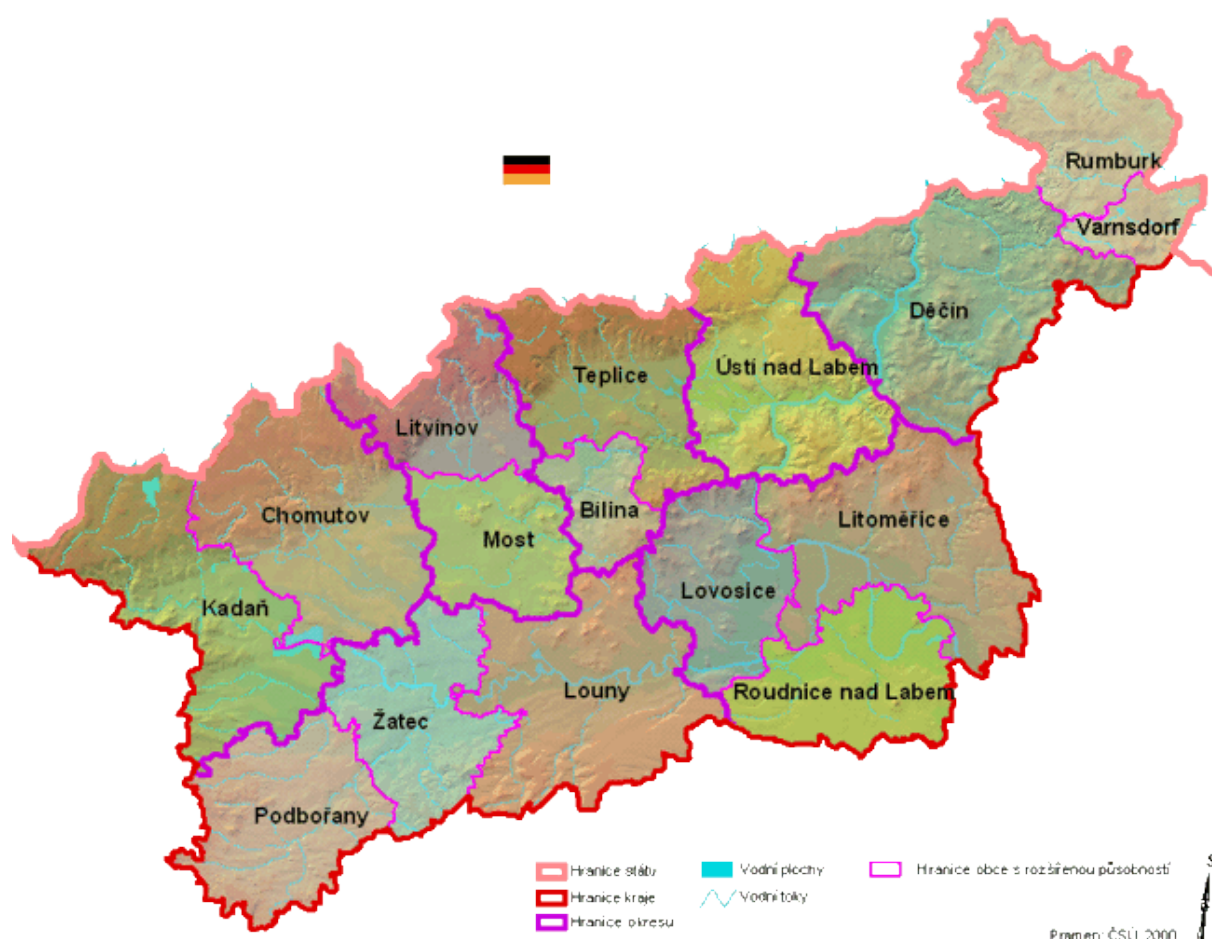 Rumburk
Varnsdorf
Děčín
Ústí nad Labem
Teplice
Litvínov
Bílina
Chomutov
Most
Litoměřice
Lovosice
Kadaň
Louny
Roudnice nad Labem
Žatec
Podbořany
Hranice státu
Vodní plochy
Hranice obce s rozšířenou působností
Hranice kraje
Vodní toky
Hranice okresu
Pramen: ČSÚ, 2000